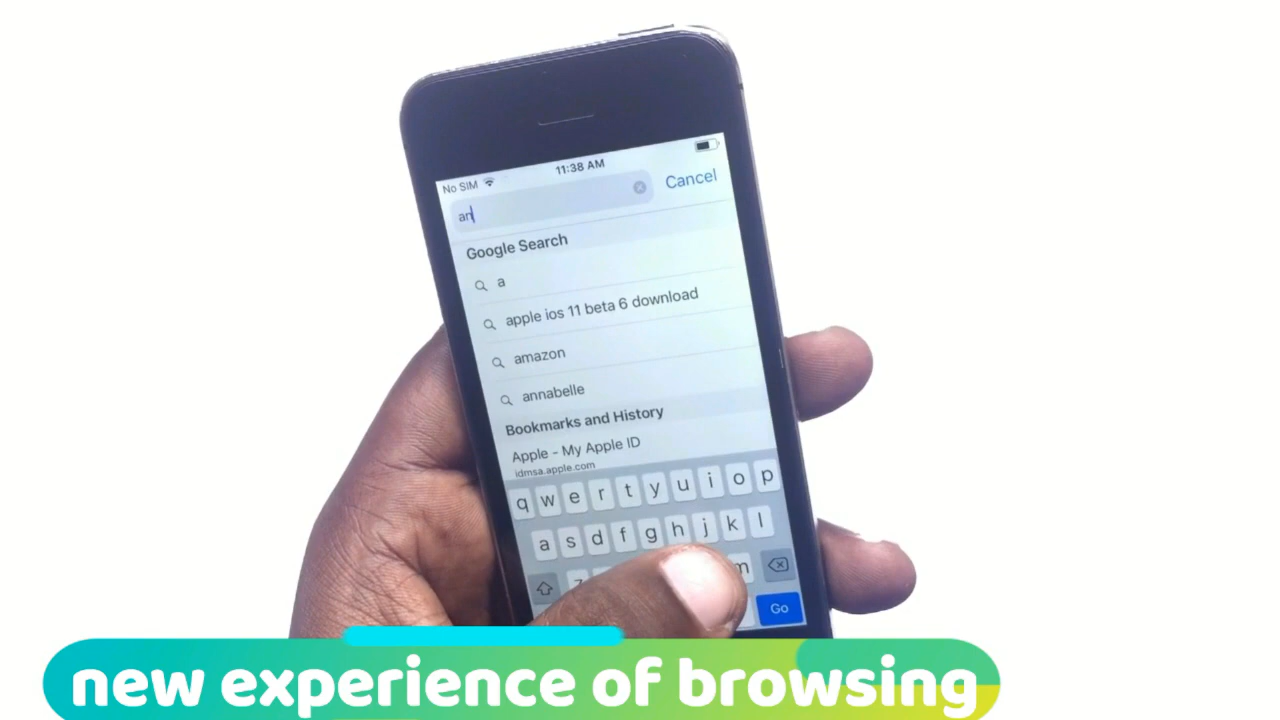 No SIM 11:38 AM
an Cancel
Google Search
a
apple ios 11 beta 6 download
amazon
annabelle
Bookmarks and History
Apple - My Apple ID
idmsa.apple.com
q w e r t y u i o p
a s d f g h j k l
z m
Go
new experience of browsing